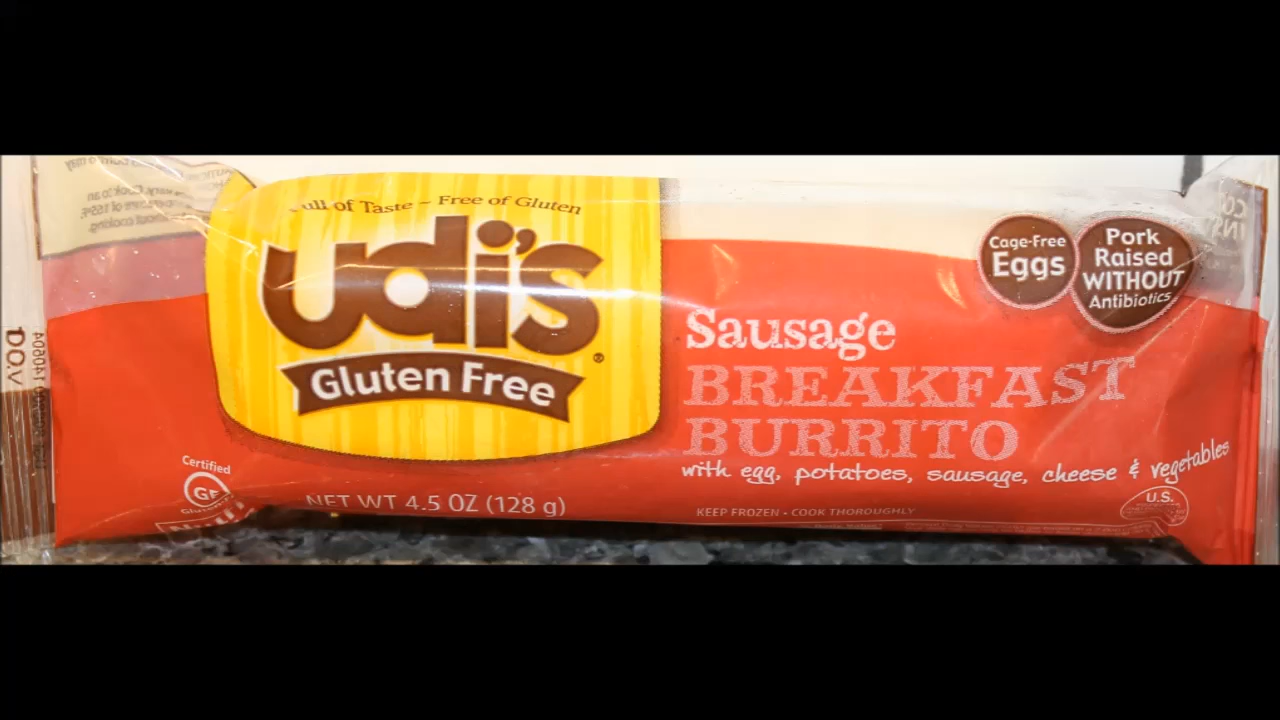 of Taste ~ Free of Gluten
udi's
Gluten Free
®
Cage-Free
Eggs
Pork
Raised
WITHOUT
Antibiotics
Sausage
BREAKFAST
BURRITO
with egg, potatoes, sausage, cheese & vegetables
Certified
GF
NET WT 4.5 OZ (128 g)
KEEP FROZEN • COOK THOROUGHLY
U.S.